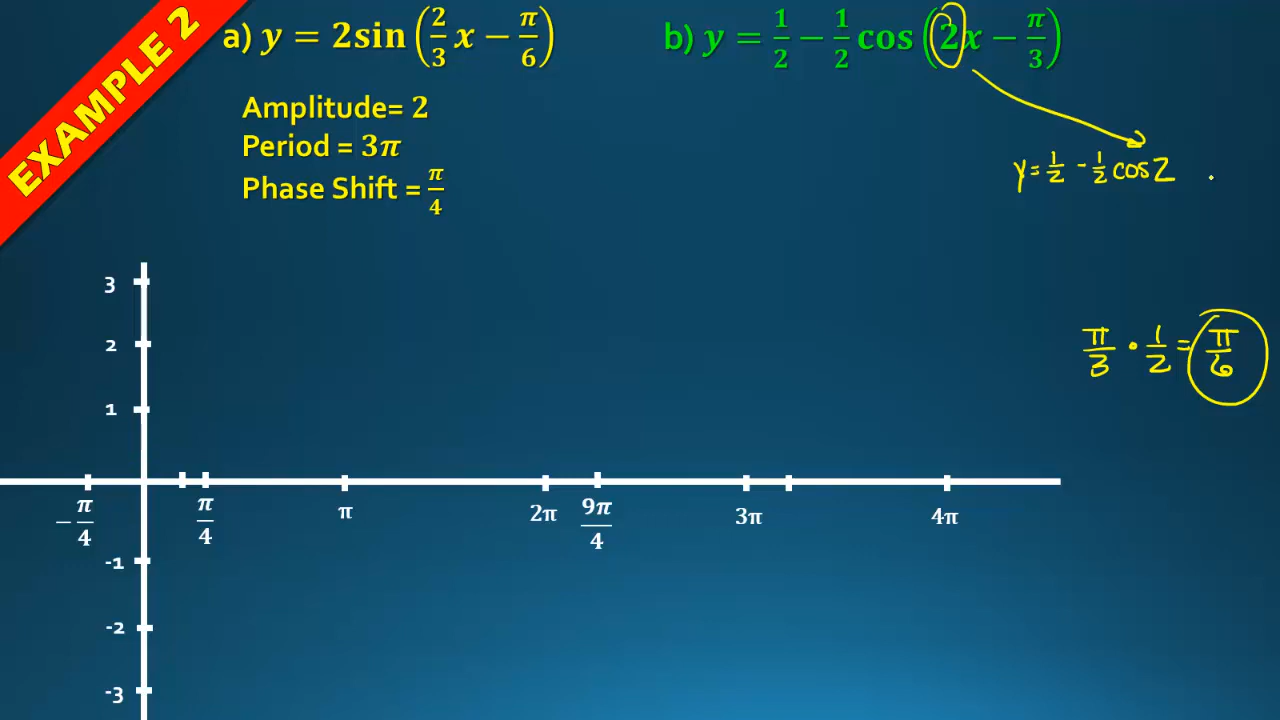 EXAMPLE 2
a) y = 2sin (2/3 x − π/6)
b) y = 1/2 − 1/2 cos (2x − π/3)
Amplitude= 2
Period = 3π
Phase Shift = π/4
y = 1/2 - 1/2 cos 2
π/3 · 1/2 = π/6
3
2
1
−π/4
π/4
π
2π
9π/4
3π
4π
-1
-2
-3